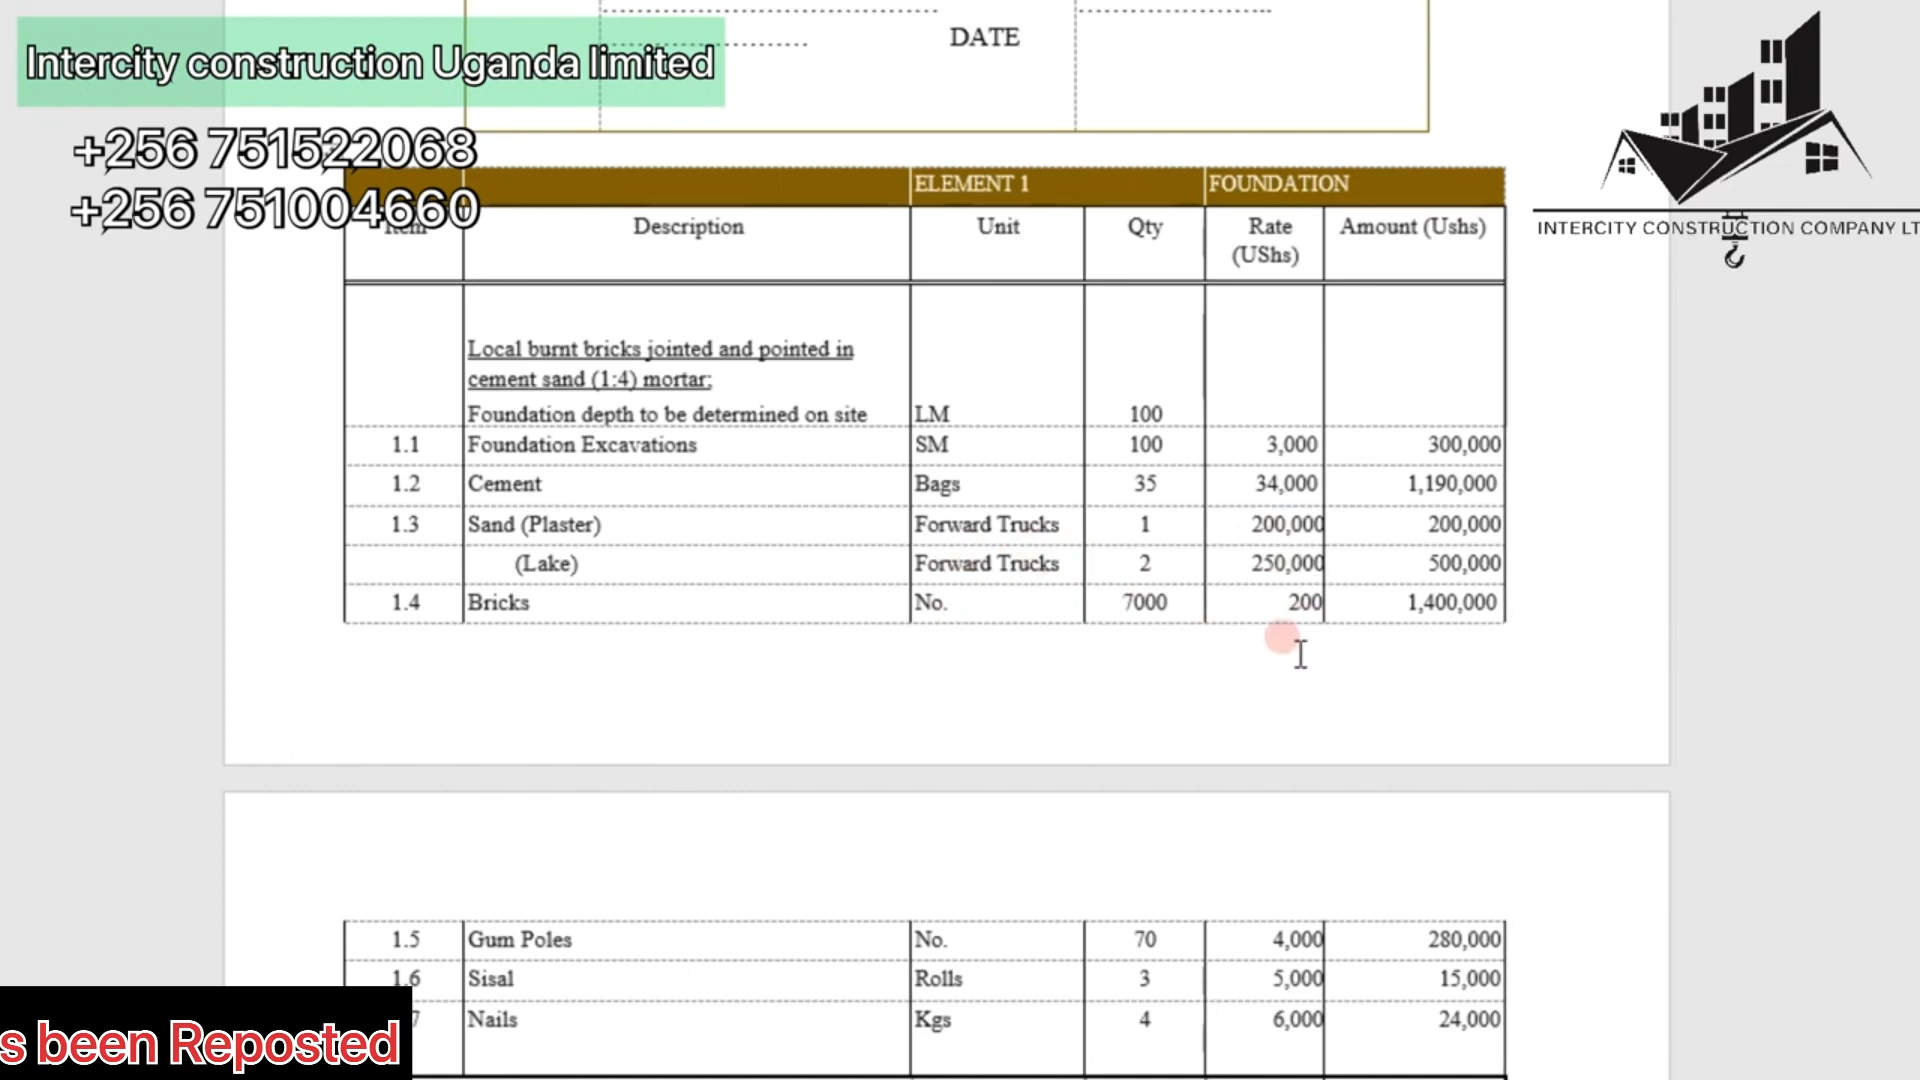 DATE
Intercity construction Uganda limited
+256 751522068
+256 751004660
INTERCITY CONSTRUCTION COMPANY LT
ELEMENT 1 FOUNDATION
Item Description Unit Qty Rate (UShs) Amount (Ushs)
Local burnt bricks jointed and pointed in
cement sand (1:4) mortar;
Foundation depth to be determined on site LM 100
1.1 Foundation Excavations SM 100 3,000 300,000
1.2 Cement Bags 35 34,000 1,190,000
1.3 Sand (Plaster) Forward Trucks 1 200,000 200,000
(Lake) Forward Trucks 2 250,000 500,000
1.4 Bricks No. 7000 200 1,400,000
1.5 Gum Poles No. 70 4,000 280,000
1.6 Sisal Rolls 3 5,000 15,000
7 Nails Kgs 4 6,000 24,000
s been Reposted